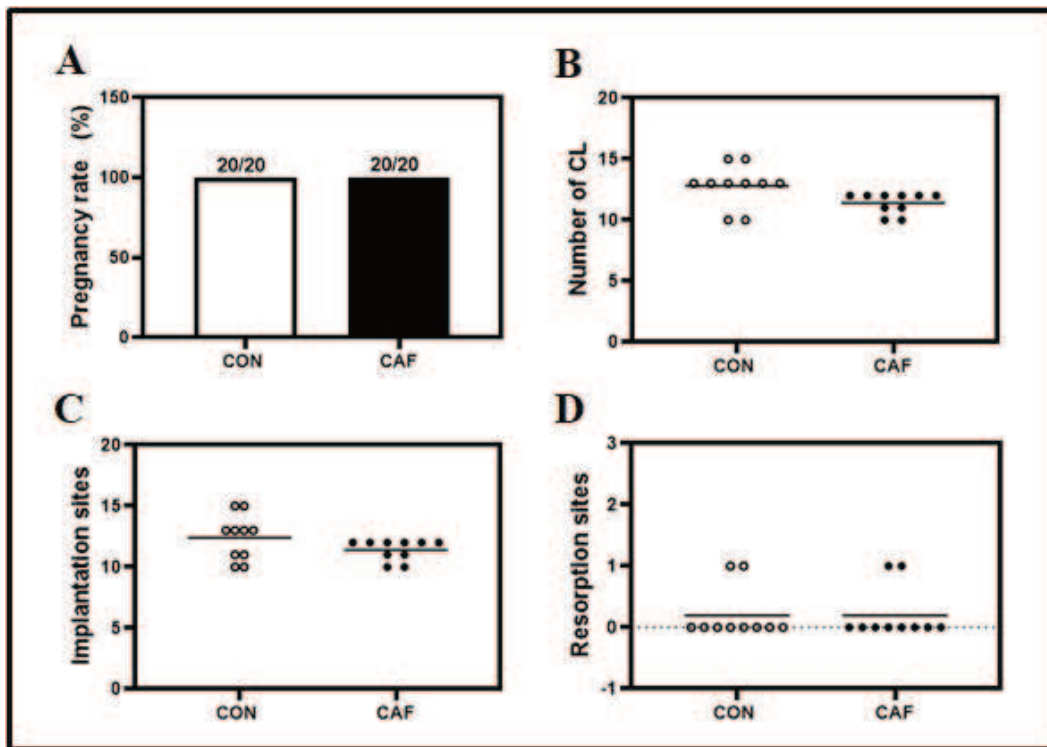 A
Pregnancy rate (%)
150
100
50
0
20/20
20/20
CON
CAF
B
Number of CL
20
15
10
5
0
CON
CAF
C
Implantation sites
20
15
10
5
0
CON
CAF
D
Resorption sites
3
2
1
0
-1
CON
CAF